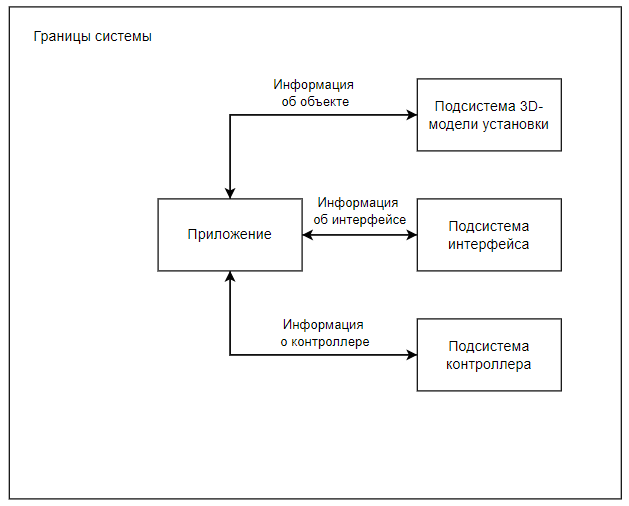 Границы системы
Информация
об объекте
Подсистема 3D-
модели установки
Приложение
Информация
об интерфейсе
Подсистема
интерфейса
Информация
о контроллере
Подсистема
контроллера